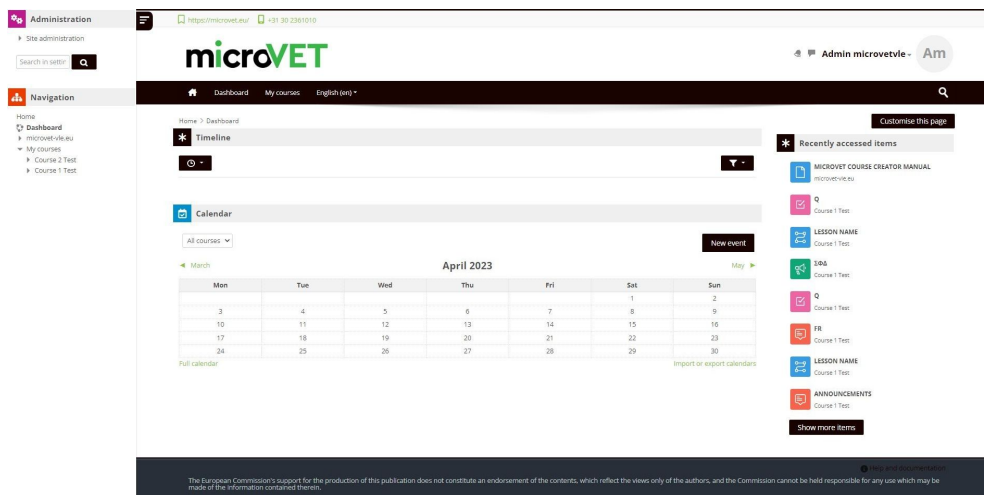 Administration
Site administration
Search in settir
Navigation
Home
Dashboard
microvet-vle.eu
My courses
Course 2 Test
Course 1 Test
https://microvet.eu/ +31 30 2381010
microVET
Admin microvetvle
Am
Dashboard My courses English (en)
Home > Dashboard
Customise this page
Timeline
Calendar
All courses
New event
March April 2023 May
Mon Tue Wed Thu Fri Sat Sun
1 2
3 4 5 6 7 8 9
10 11 12 13 14 15 16
17 18 19 20 21 22 23
24 25 26 27 28 29 30
Full calendar Import or export calendars
Recently accessed items
MICROVET COURSE CREATOR MANUAL
microvet-vle.eu
Q
Course 1 Test
LESSON NAME
Course 1 Test
ΣΦΔ
Course 1 Test
Q
Course 1 Test
FR
Course 1 Test
LESSON NAME
Course 1 Test
ANNOUNCEMENTS
Course 1 Test
Show more items
Help and documentation
The European Commission's support for the production of this publication does not constitute an endorsement of the contents, which reflect the views only of the authors, and the Commission cannot be held responsible for any use which may be
made of the information contained therein.